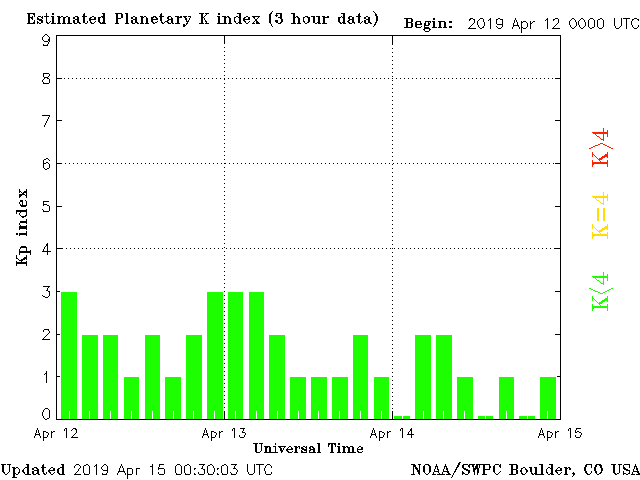 Estimated Planetary K index (3 hour data) Begin: 2019 Apr 12 0000 UTC
9
8
7
6
5
4
3
2
1
0
Kp index
K>4
K=4
K<4
Apr 12 Apr 13 Apr 14 Apr 15
Universal Time
Updated 2019 Apr 15 00:30:03 UTC NOAA/SWPC Boulder, CO USA